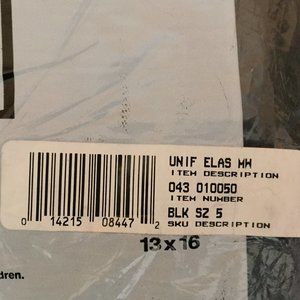 UNIF ELAS MW
ITEM DESCRIPTION
043 010050
ITEM NUMBER
BLK SZ 5
SKU DESCRIPTION
0 14215 08447 2
13x16
dren.